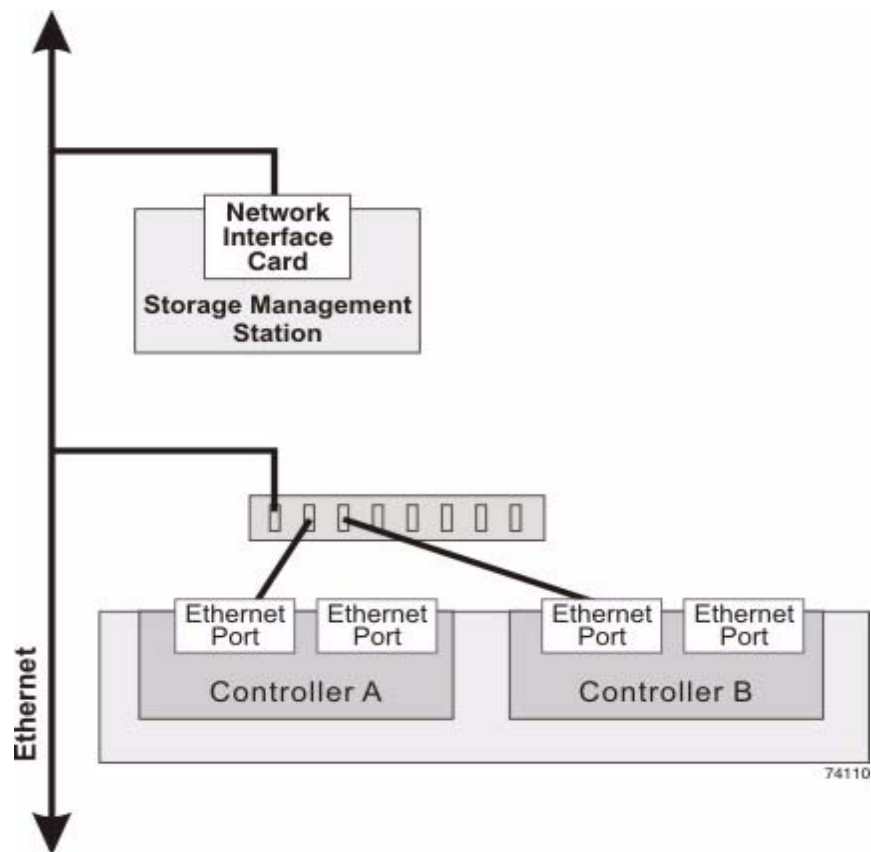 Network
Interface
Card
Storage Management
Station
Ethernet
Port
Ethernet
Port
Ethernet
Port
Ethernet
Port
Controller A
Controller B
Ethernet
74110